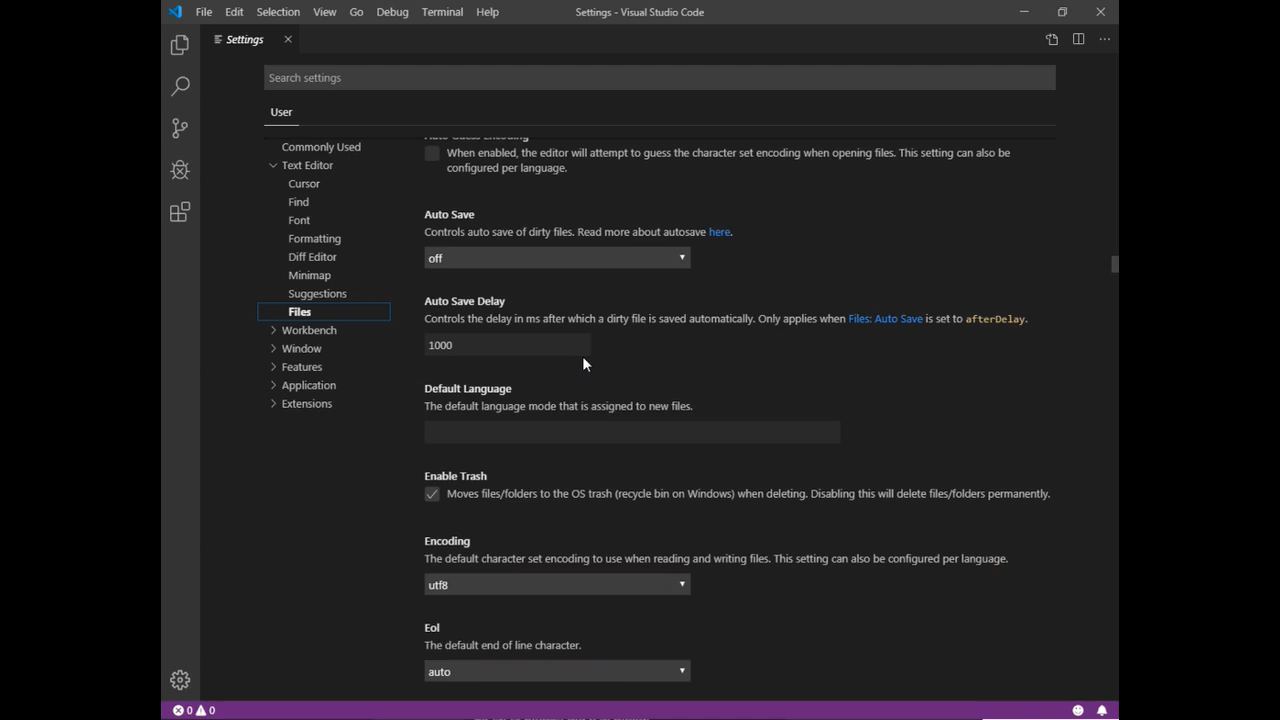 File Edit Selection View Go Debug Terminal Help Settings - Visual Studio Code
Settings
Search settings
User
Commonly Used
Text Editor
Cursor
Find
Font
Formatting
Diff Editor
Minimap
Suggestions
Files
Workbench
Window
Features
Application
Extensions
Auto Guess Encoding
When enabled, the editor will attempt to guess the character set encoding when opening files. This setting can also be
configured per language.
Auto Save
Controls auto save of dirty files. Read more about autosave here.
off
Auto Save Delay
Controls the delay in ms after which a dirty file is saved automatically. Only applies when Files: Auto Save is set to afterDelay.
1000
Default Language
The default language mode that is assigned to new files.
Enable Trash
Moves files/folders to the OS trash (recycle bin on Windows) when deleting. Disabling this will delete files/folders permanently.
Encoding
The default character set encoding to use when reading and writing files. This setting can also be configured per language.
utf8
Eol
The default end of line character.
auto
0 0